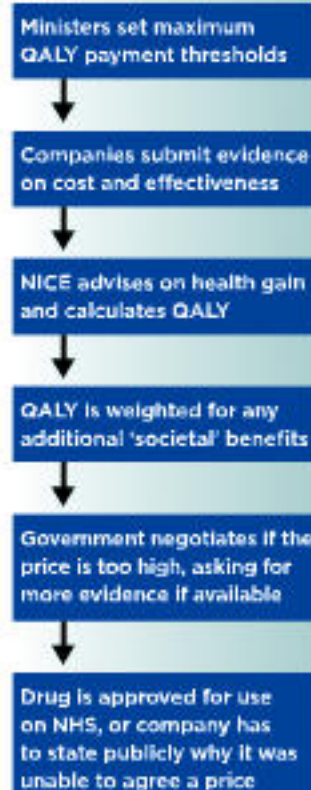 Ministers set maximum
QALY payment thresholds
Companies submit evidence
on cost and effectiveness
NICE advises on health gain
and calculates QALY
QALY is weighted for any
additional ‘societal’ benefits
Government negotiates if the
price is too high, asking for
more evidence if available
Drug is approved for use
on NHS, or company has
to state publicly why it was
unable to agree a price